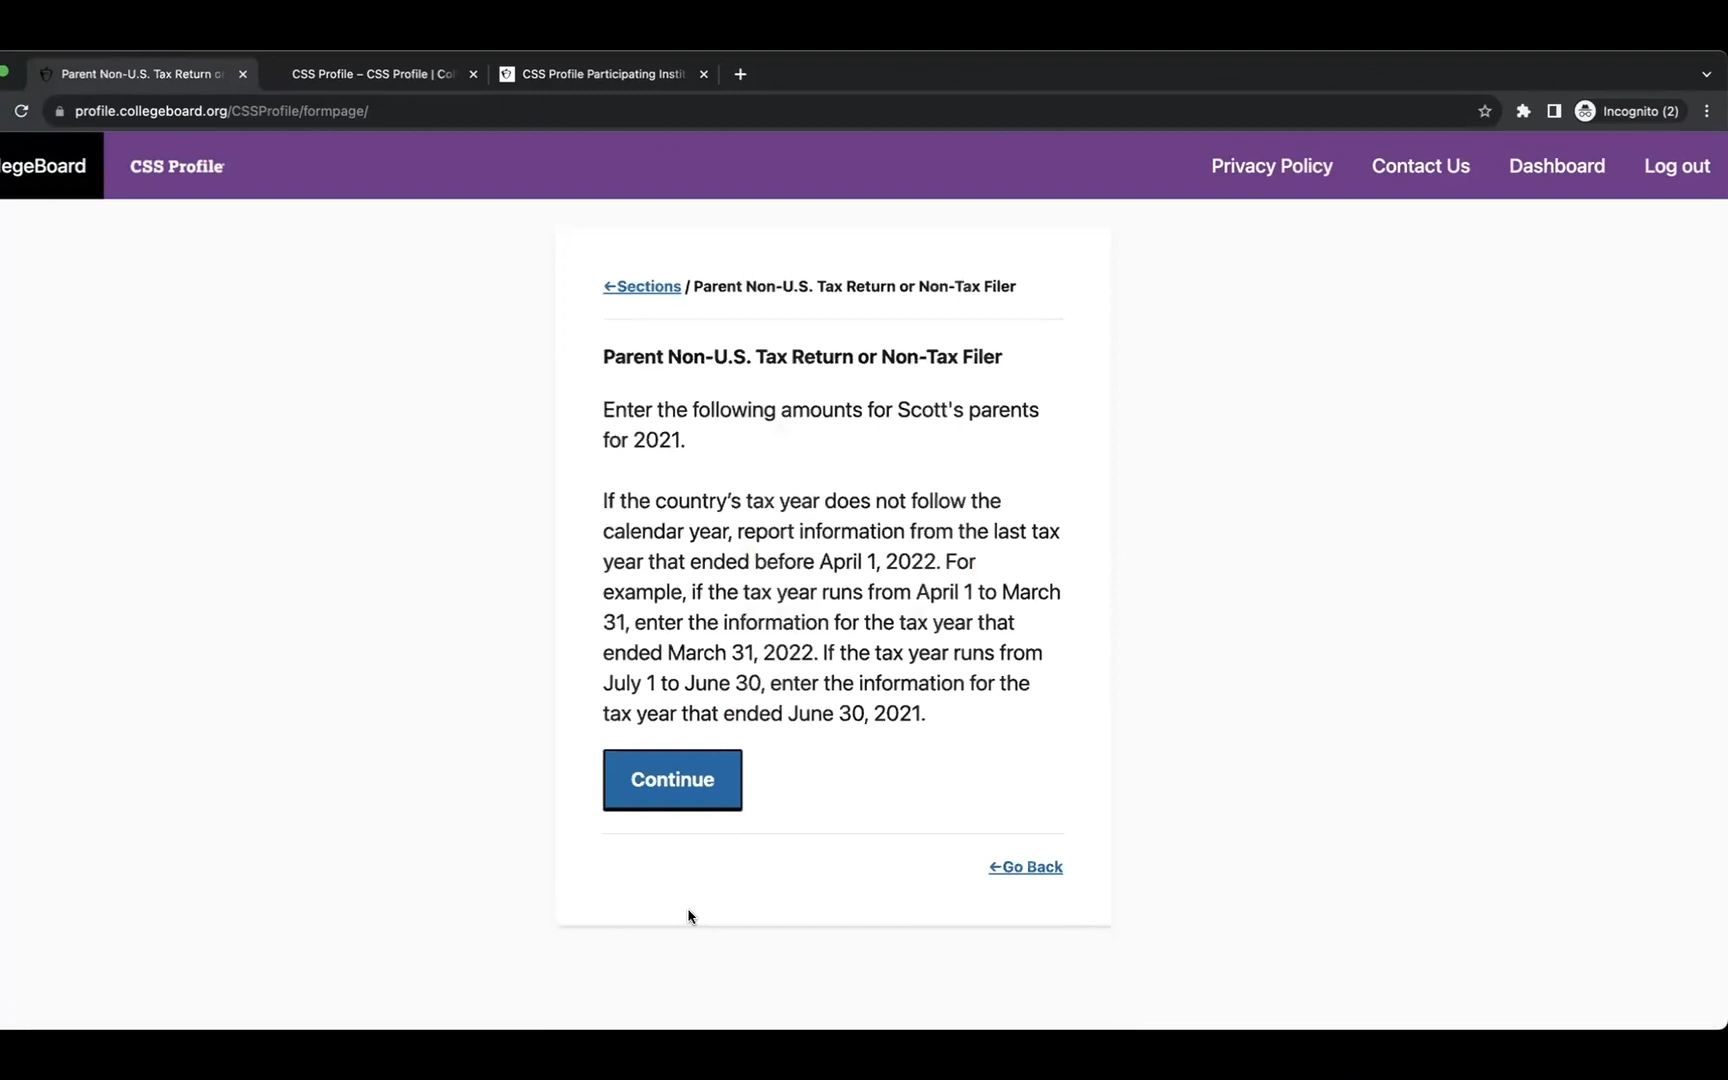 Parent Non-U.S. Tax Return or
CSS Profile – CSS Profile | Co
CSS Profile Participating Instit
profile.collegeboard.org/CSSProfile/formpage/
Incognito (2)
legeBoard
CSS Profile
Privacy Policy
Contact Us
Dashboard
Log out
←Sections / Parent Non-U.S. Tax Return or Non-Tax Filer
Parent Non-U.S. Tax Return or Non-Tax Filer
Enter the following amounts for Scott's parents
for 2021.
If the country’s tax year does not follow the
calendar year, report information from the last tax
year that ended before April 1, 2022. For
example, if the tax year runs from April 1 to March
31, enter the information for the tax year that
ended March 31, 2022. If the tax year runs from
July 1 to June 30, enter the information for the
tax year that ended June 30, 2021.
Continue
←Go Back